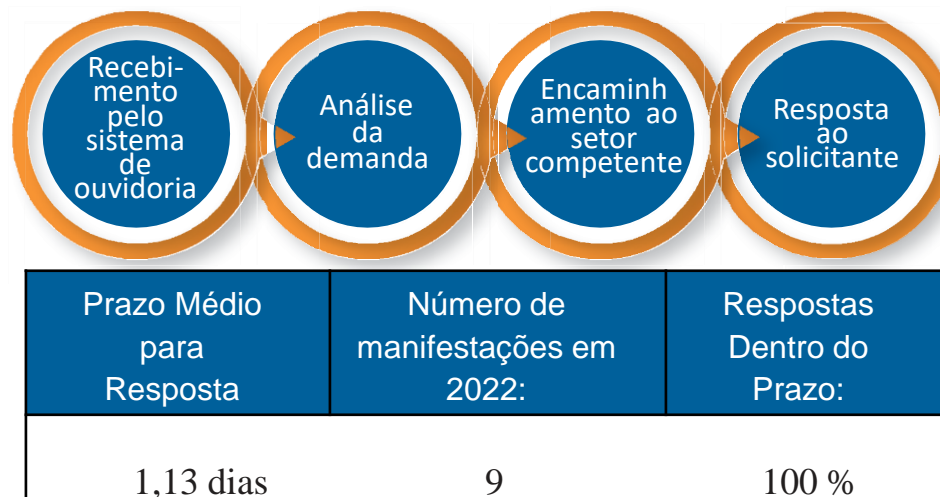 Recebi-
mento
pelo
sistema
de
ouvidoria
Análise
da
demanda
Encaminh
amento ao
setor
competente
Resposta
ao
solicitante
Prazo Médio
para
Resposta
Número de
manifestações em
2022:
Respostas
Dentro do
Prazo:
1,13 dias
9
100 %